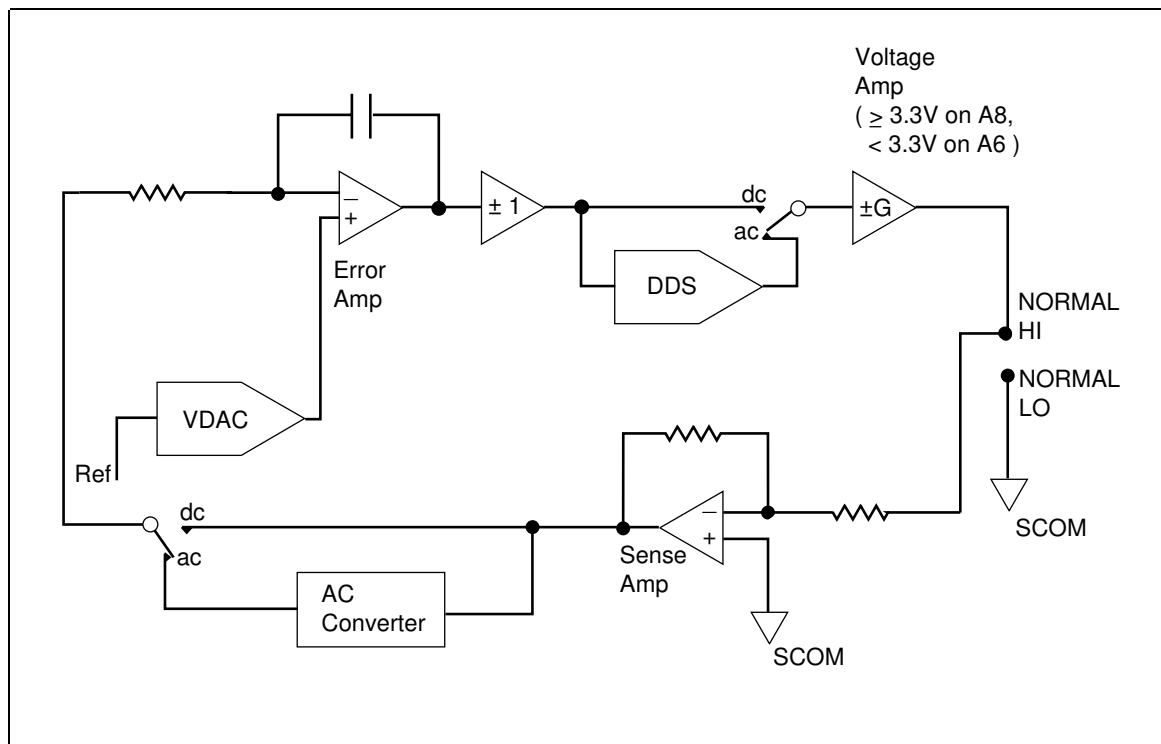 Voltage
Amp
( ≥ 3.3V on A8,
< 3.3V on A6 )
–
+
Error
Amp
± 1
dc
ac
±G
DDS
NORMAL
HI
NORMAL
LO
VDAC
Ref
dc
ac
–
+
Sense
Amp
SCOM
AC
Converter
SCOM